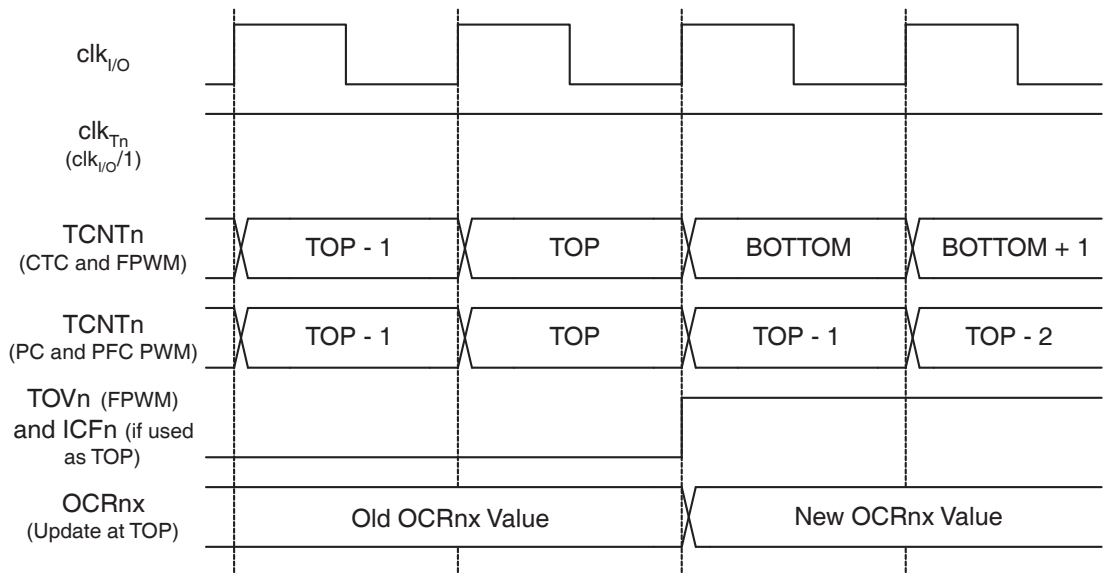 clkI/O
clkTn
(clkI/O/1)
TCNTn
(CTC and FPWM)
TOP - 1
TOP
BOTTOM
BOTTOM + 1
TCNTn
(PC and PFC PWM)
TOP - 1
TOP
TOP - 1
TOP - 2
TOVn (FPWM)
and ICFn (if used
as TOP)
OCRnx
(Update at TOP)
Old OCRnx Value
New OCRnx Value